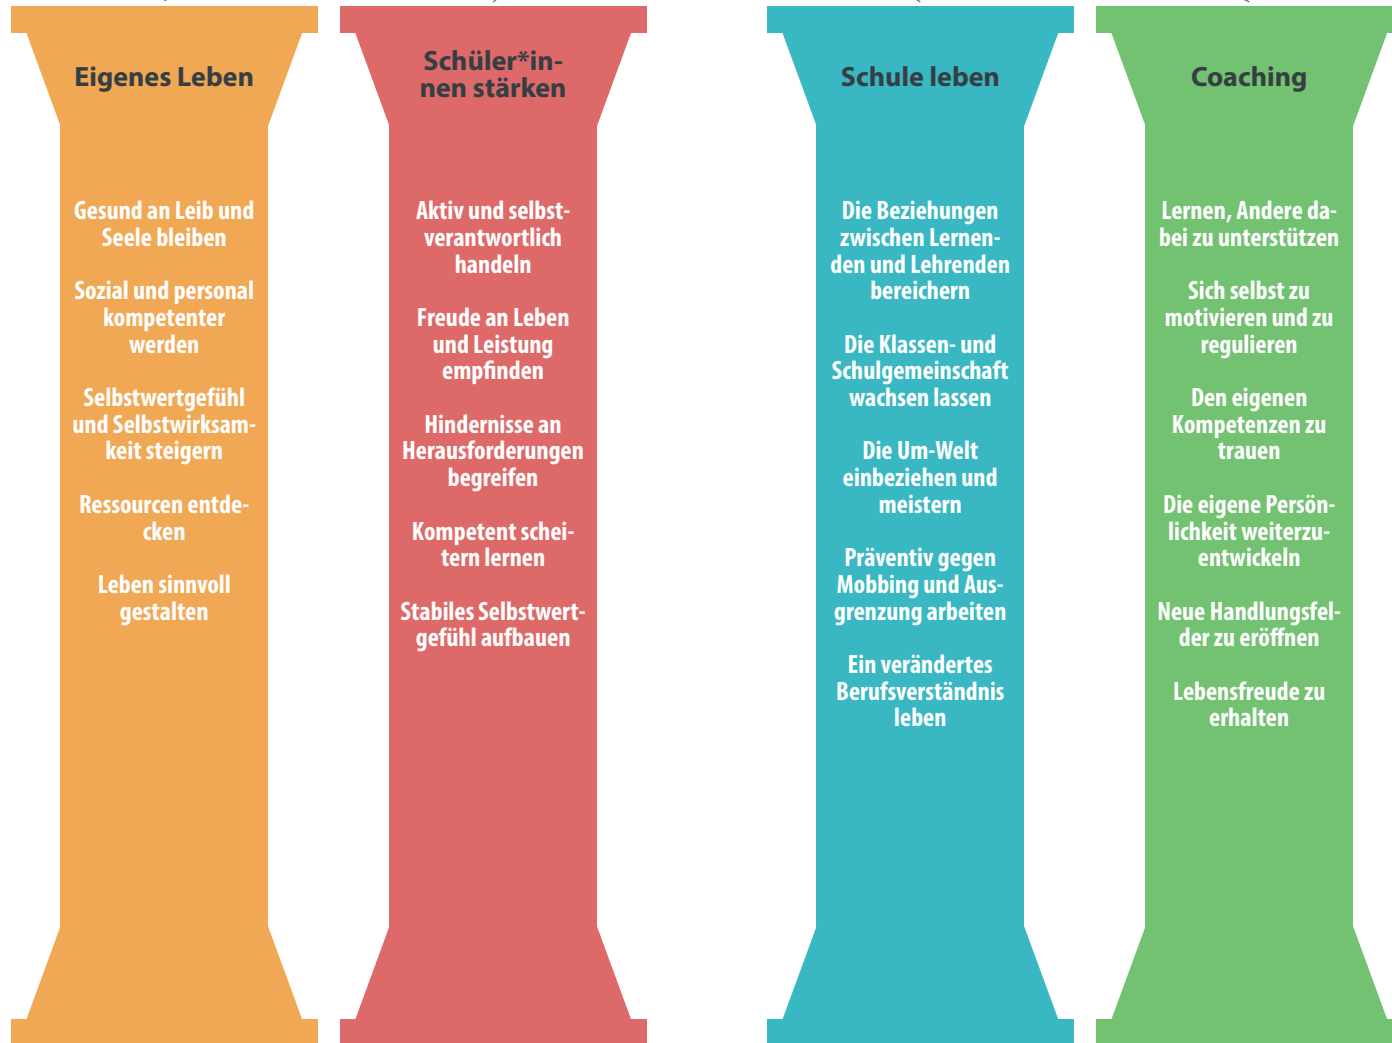 Eigenes Leben
Gesund an Leib und
Seele bleiben
Sozial und personal
kompetenter
werden
Selbstwertgefühl
und Selbstwirksam-
keit steigern
Ressourcen entde-
cken
Leben sinnvoll
gestalten
Schüler*in-
nen stärken
Aktiv und selbst-
verantwortlich
handeln
Freude an Leben
und Leistung
empfinden
Hindernisse an
Herausforderungen
begreifen
Kompetent schei-
tern lernen
Stabiles Selbstwert-
gefühl aufbauen
Schule leben
Die Beziehungen
zwischen Lernen-
den und Lehrenden
bereichern
Die Klassen- und
Schulgemeinschaft
wachsen lassen
Die Um-Welt
einbeziehen und
meistern
Präventiv gegen
Mobbing und Aus-
grenzung arbeiten
Ein verändertes
Berufsverständnis
leben
Coaching
Lernen, Andere da-
bei zu unterstützen
Sich selbst zu
motivieren und zu
regulieren
Den eigenen
Kompetenzen zu
trauen
Die eigene Persön-
lichkeit weiterzu-
entwickeln
Neue Handlungsfel-
der zu eröffnen
Lebensfreude zu
erhalten